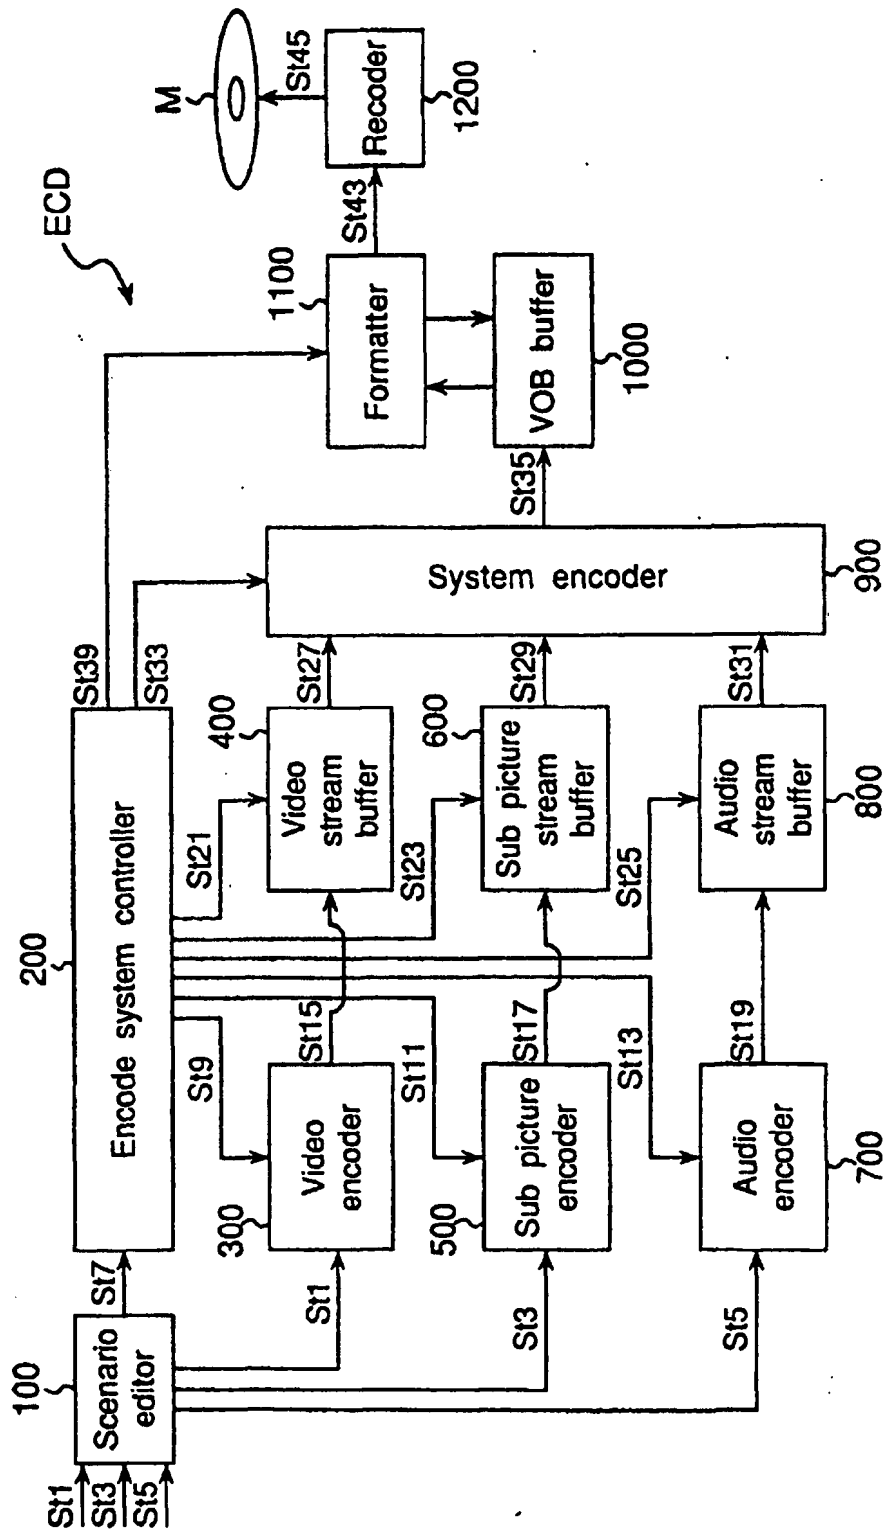 ECD
St1
St3
St5
100
Scenario
editor
St7
200
Encode system controller
St39
St33
St9
St21
St1
300
Video
encoder
St15
400
Video
stream
buffer
St27
St11
St23
St3
500
Sub picture
encoder
St17
600
Sub picture
stream
buffer
St29
St13
St25
St5
Audio
encoder
700
St19
Audio
stream
buffer
800
St31
System encoder
900
St35
VOB buffer
1000
1100
Formatter
St43
Recoder
1200
St45
M